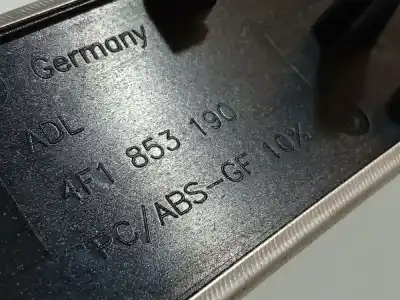 Germany
ADL
4F1 853 190
PC/ABS-GF 10%